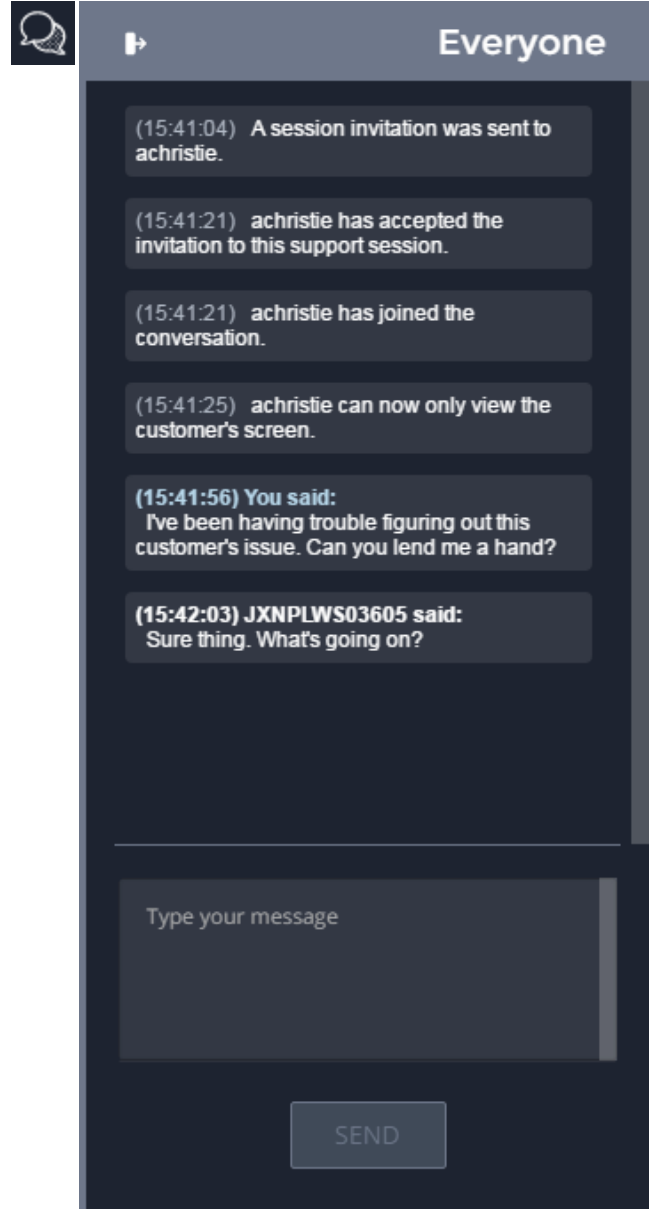 Everyone
(15:41:04) A session invitation was sent to
achristie.
(15:41:21) achristie has accepted the
invitation to this support session.
(15:41:21) achristie has joined the
conversation.
(15:41:25) achristie can now only view the
customer's screen.
(15:41:56) You said:
I've been having trouble figuring out this
customer's issue. Can you lend me a hand?
(15:42:03) JXNPLWS03605 said:
Sure thing. What's going on?
Type your message
SEND